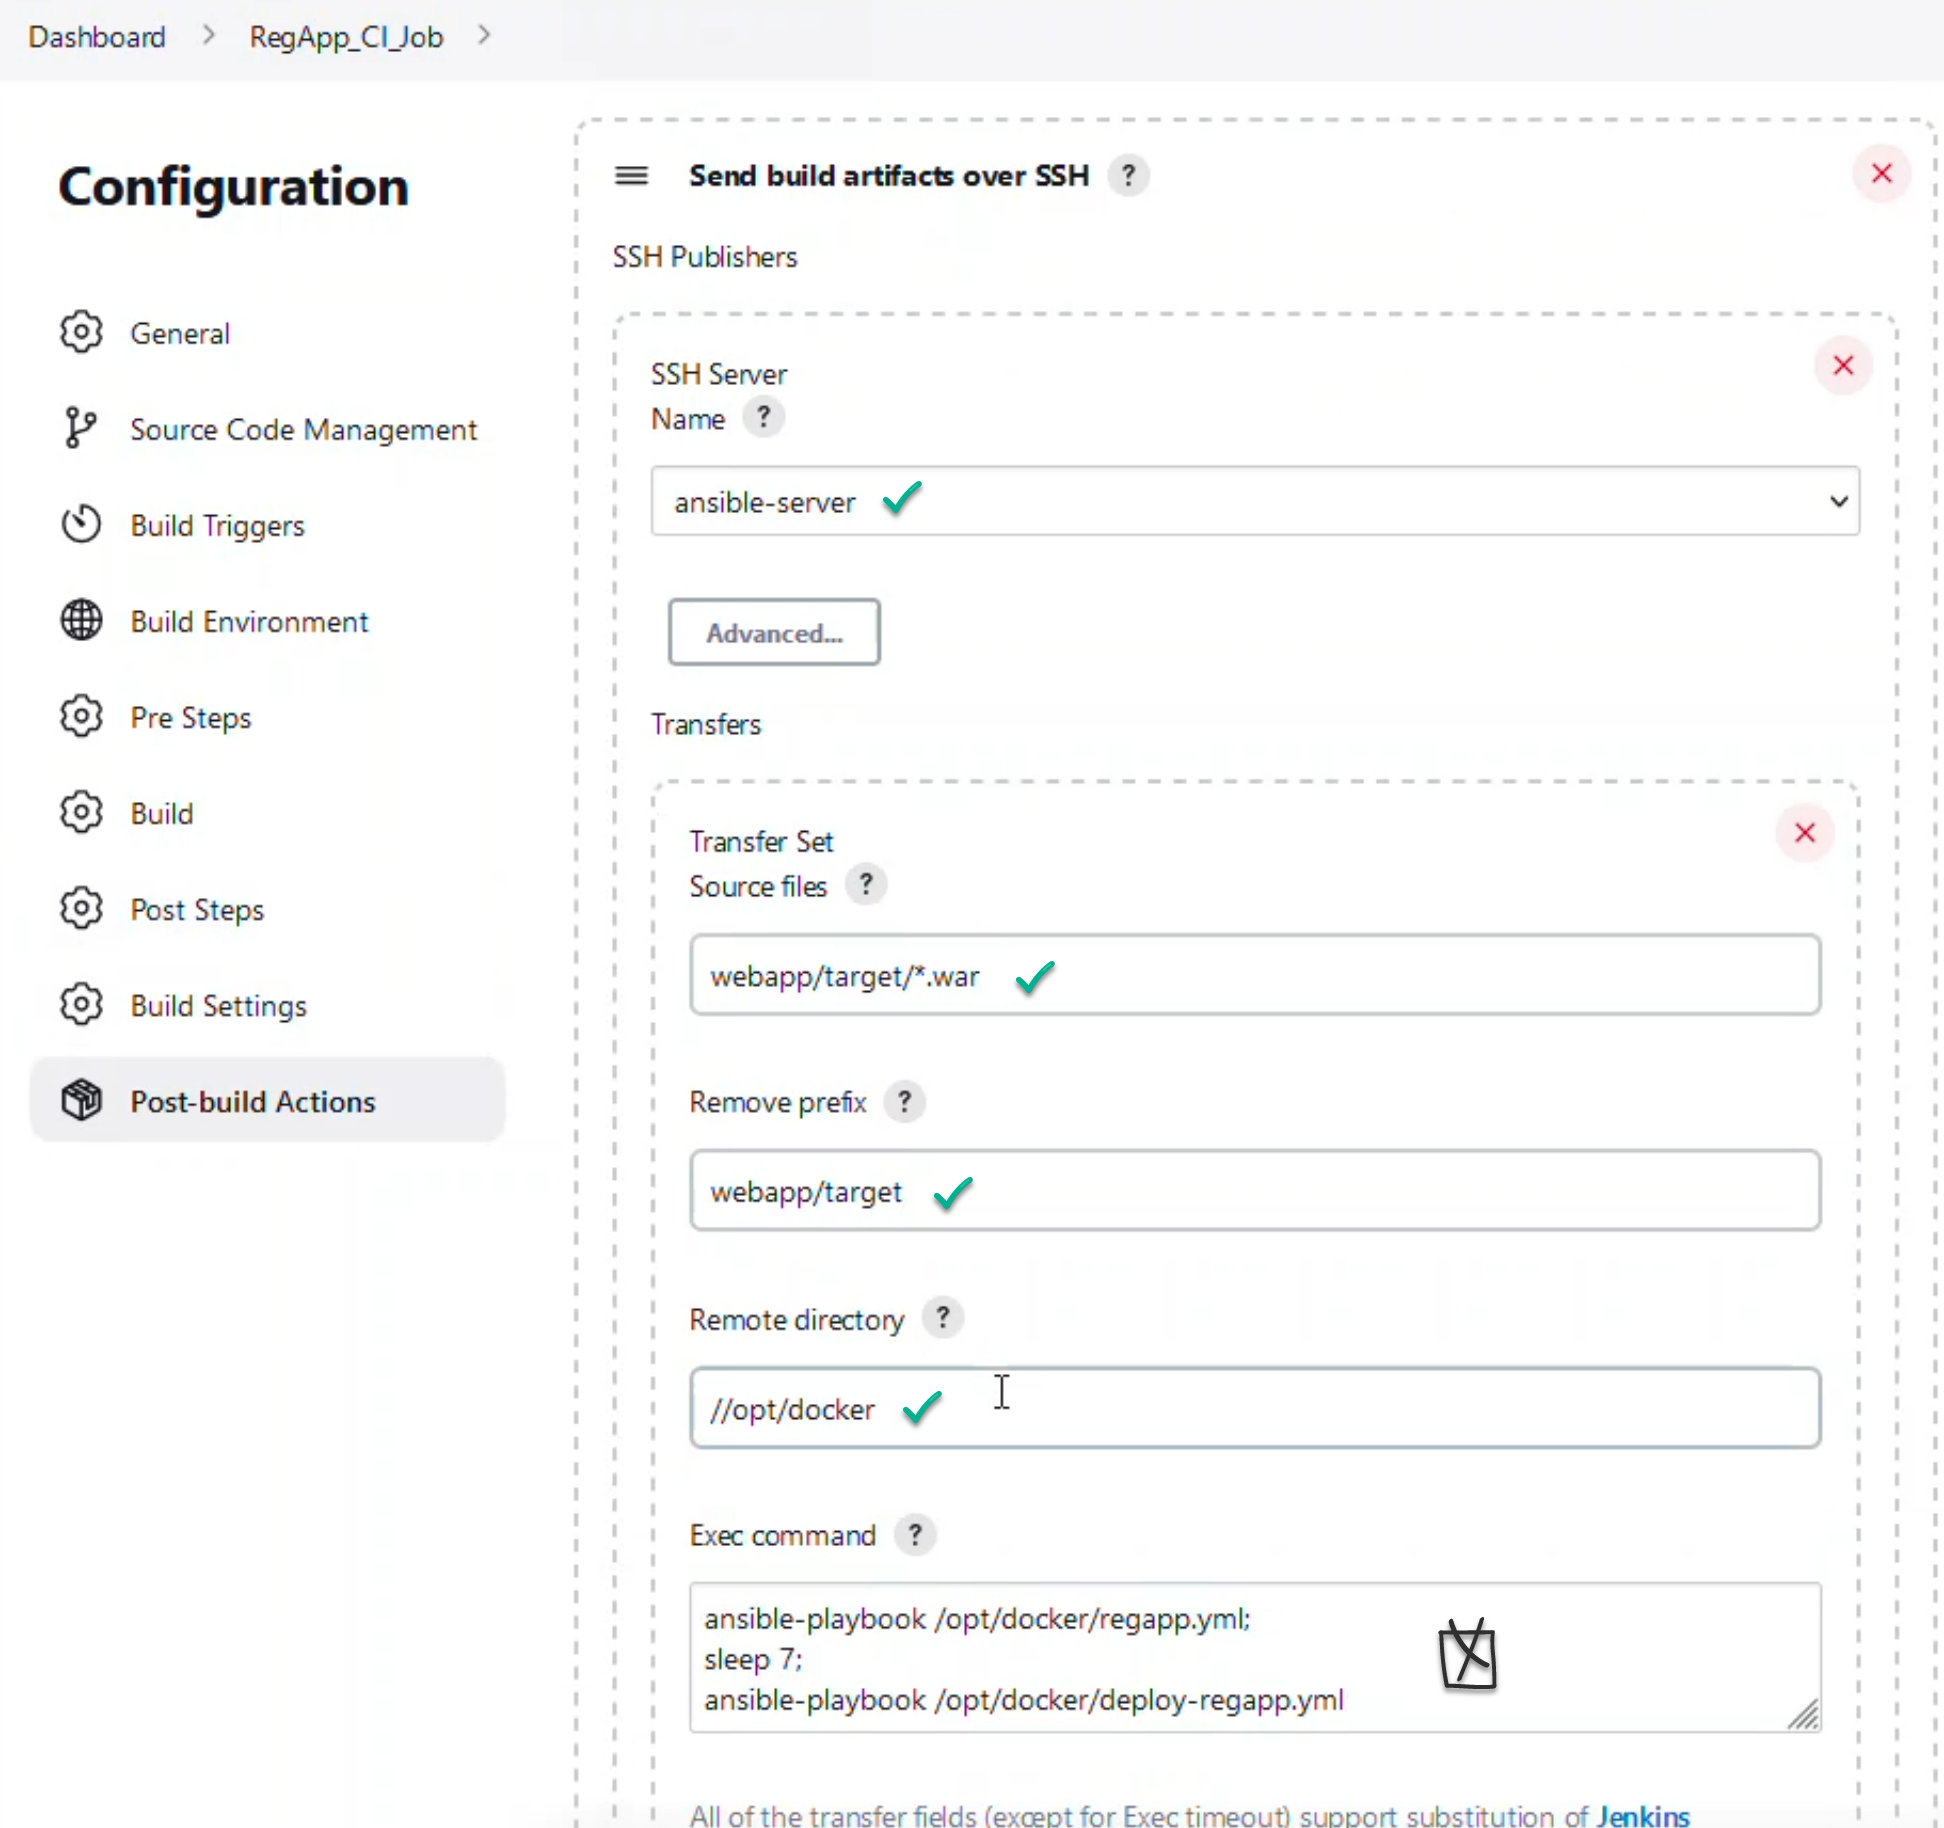 Dashboard > RegApp_CI_Job >
Configuration
General
Source Code Management
Build Triggers
Build Environment
Pre Steps
Build
Post Steps
Build Settings
Post-build Actions
Send build artifacts over SSH ?
SSH Publishers
SSH Server
Name ?
ansible-server
Advanced...
Transfers
Transfer Set
Source files ?
webapp/target/*.war
Remove prefix ?
webapp/target
Remote directory ?
//opt/docker
Exec command ?
ansible-playbook /opt/docker/regapp.yml;
sleep 7;
ansible-playbook /opt/docker/deploy-regapp.yml
All of the transfer fields (except for Exec timeout) support substitution of Jenkins